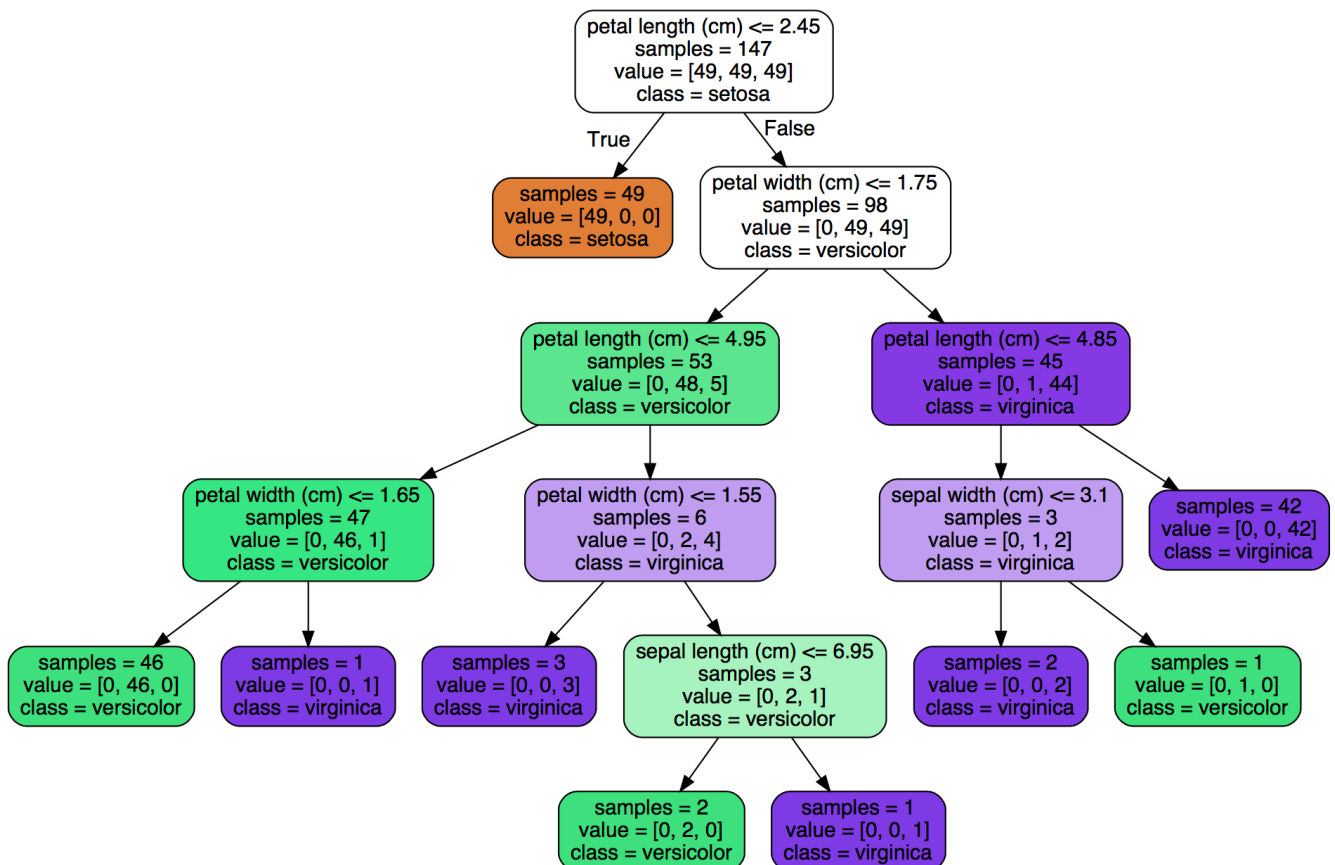 petal length (cm) <= 2.45
samples = 147
value = [49, 49, 49]
class = setosa
True
False
samples = 49
value = [49, 0, 0]
class = setosa
petal width (cm) <= 1.75
samples = 98
value = [0, 49, 49]
class = versicolor
petal length (cm) <= 4.95
samples = 53
value = [0, 48, 5]
class = versicolor
petal length (cm) <= 4.85
samples = 45
value = [0, 1, 44]
class = virginica
petal width (cm) <= 1.65
samples = 47
value = [0, 46, 1]
class = versicolor
petal width (cm) <= 1.55
samples = 6
value = [0, 2, 4]
class = virginica
sepal width (cm) <= 3.1
samples = 3
value = [0, 1, 2]
class = virginica
samples = 42
value = [0, 0, 42]
class = virginica
samples = 46
value = [0, 46, 0]
class = versicolor
samples = 1
value = [0, 0, 1]
class = virginica
samples = 3
value = [0, 0, 3]
class = virginica
sepal length (cm) <= 6.95
samples = 3
value = [0, 2, 1]
class = versicolor
samples = 2
value = [0, 0, 2]
class = virginica
samples = 1
value = [0, 1, 0]
class = versicolor
samples = 2
value = [0, 2, 0]
class = versicolor
samples = 1
value = [0, 0, 1]
class = virginica